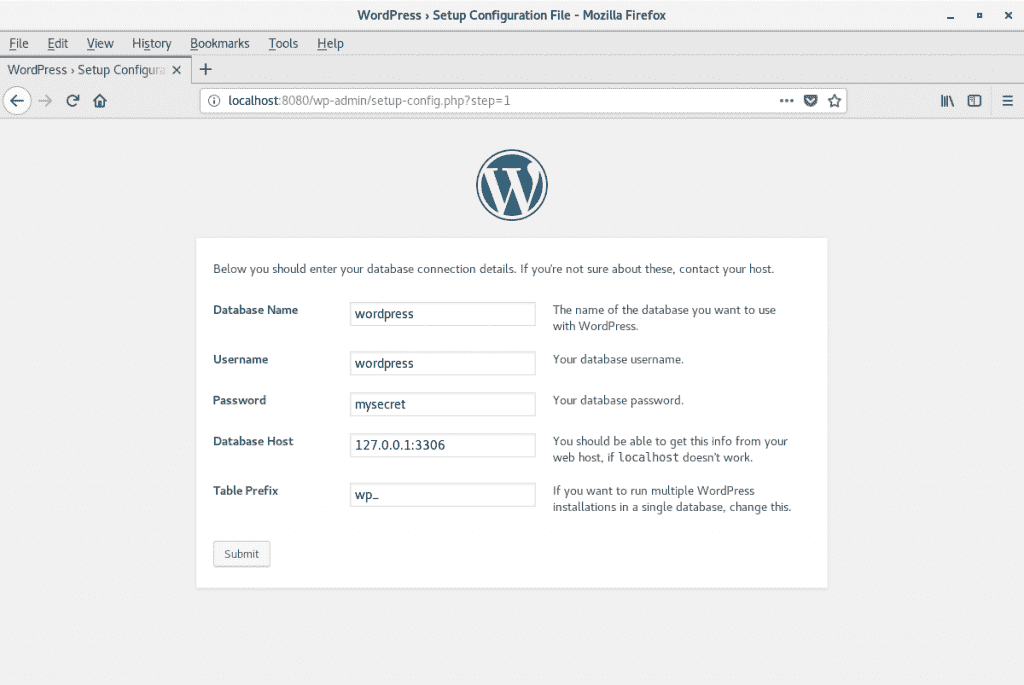 WordPress › Setup Configuration File - Mozilla Firefox
File Edit View History Bookmarks Tools Help
WordPress › Setup Configura
localhost:8080/wp-admin/setup-config.php?step=1
Below you should enter your database connection details. If you're not sure about these, contact your host.
Database Name wordpress The name of the database you want to use
with WordPress.
Username wordpress Your database username.
Password mysecret Your database password.
Database Host 127.0.0.1:3306 You should be able to get this info from your
web host, if localhost doesn't work.
Table Prefix wp_ If you want to run multiple WordPress
installations in a single database, change this.
Submit